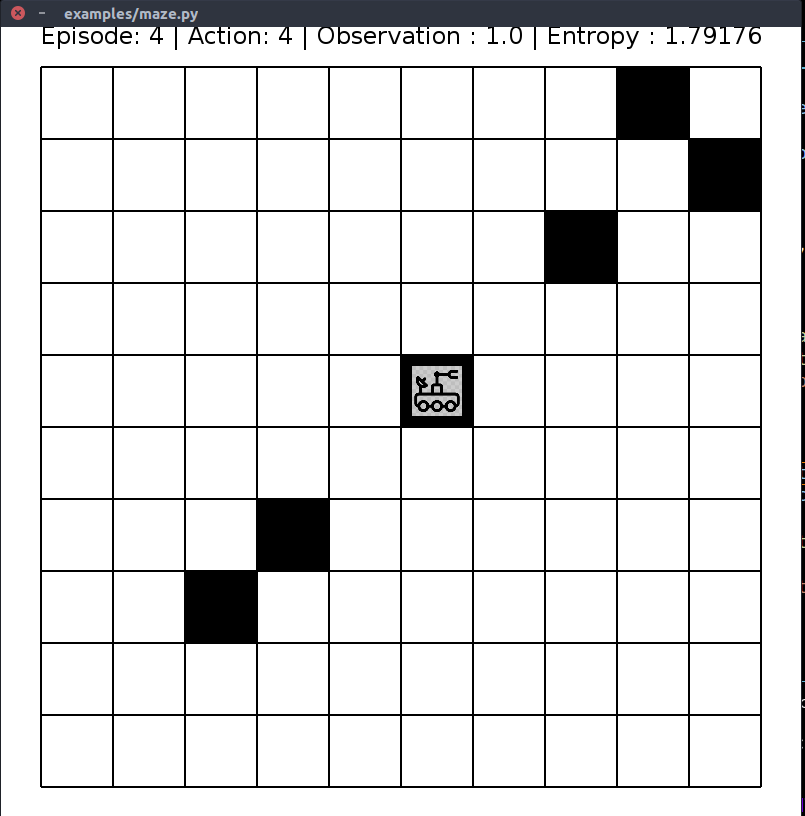 examples/maze.py
Episode: 4 | Action: 4 | Observation : 1.0 | Entropy : 1.79176